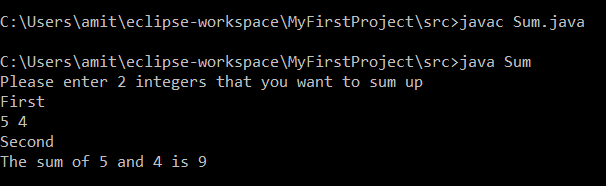 C:\Users\amit\eclipse-workspace\MyFirstProject\src>javac Sum.java
C:\Users\amit\eclipse-workspace\MyFirstProject\src>java Sum
Please enter 2 integers that you want to sum up
First
5 4
Second
The sum of 5 and 4 is 9